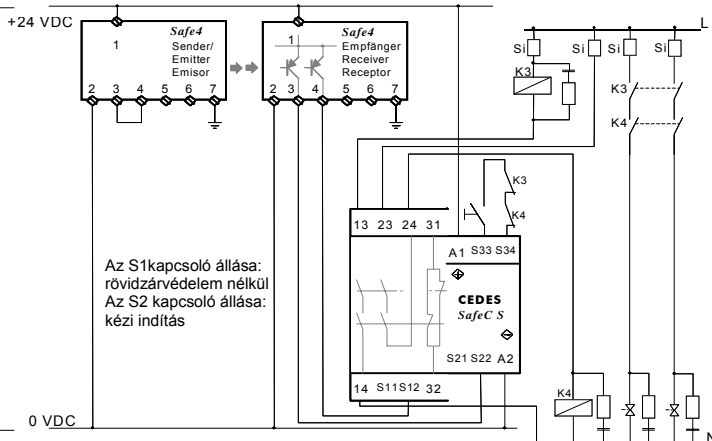 +24 VDC
Safe4
1
Sender/
Emitter
Emisor
2 3 4 5 6 7
Safe4
1
Empfänger
Receiver
Receptor
2 3 4 5 6 7
L
Si Si Si Si
K3
K3
K4
K3
K4
13 23 24 31
A1 S33 S34
Az S1kapcsoló állása:
rövidzárvédelem nélkül
Az S2 kapcsoló állása:
kézi indítás
CEDES
SafeC S
S21 S22 A2
14 S11 S12 32
K4
0 VDC
N